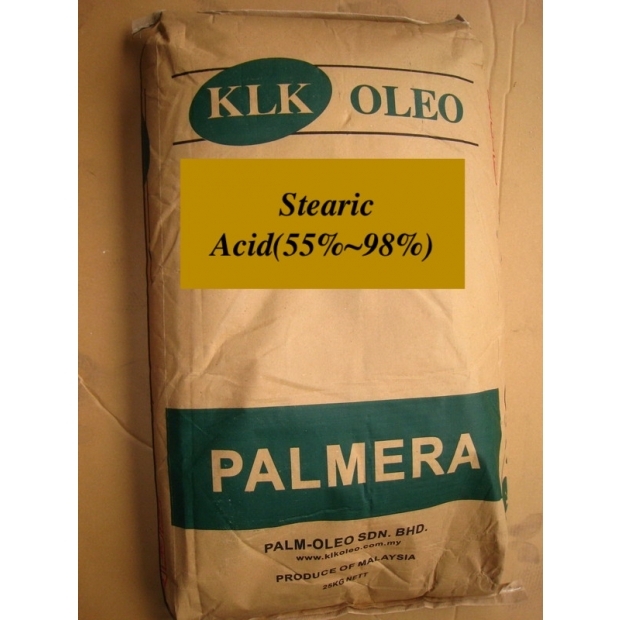 KLK OLEO
Stearic
Acid(55%~98%)
PALMERA
PALM-OLEO SDN. BHD.
www.klkoleo.com.my
PRODUCE OF MALAYSIA
25KG NETT